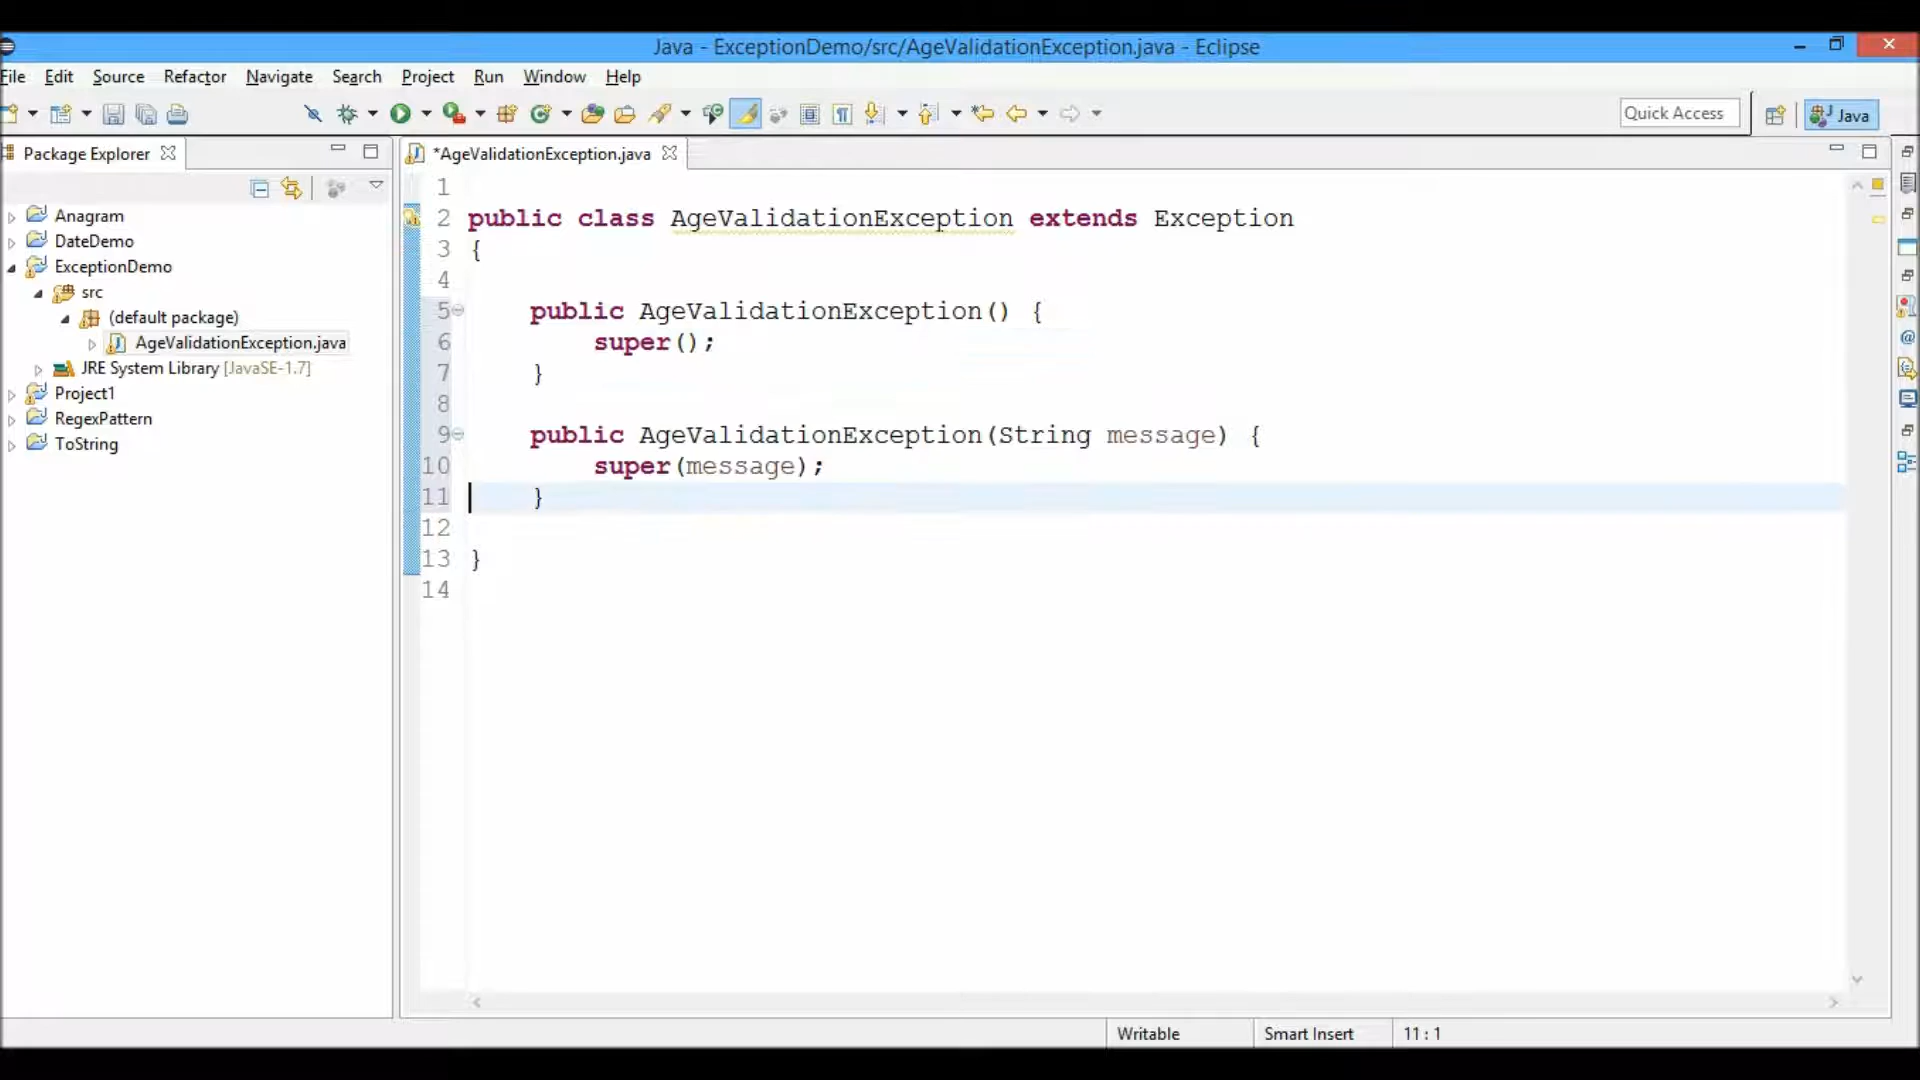 Java - ExceptionDemo/src/AgeValidationException.java - Eclipse
File Edit Source Refactor Navigate Search Project Run Window Help
Quick Access
Java
Package Explorer
*AgeValidationException.java
Anagram
DateDemo
ExceptionDemo
src
(default package)
AgeValidationException.java
JRE System Library [JavaSE-1.7]
Project1
RegexPattern
ToString
1
2 public class AgeValidationException extends Exception
3 {
4
5 public AgeValidationException() {
6 super();
7 }
8
9 public AgeValidationException(String message) {
10 super(message);
11 }
12
13 }
14
Writable Smart Insert 11 : 1